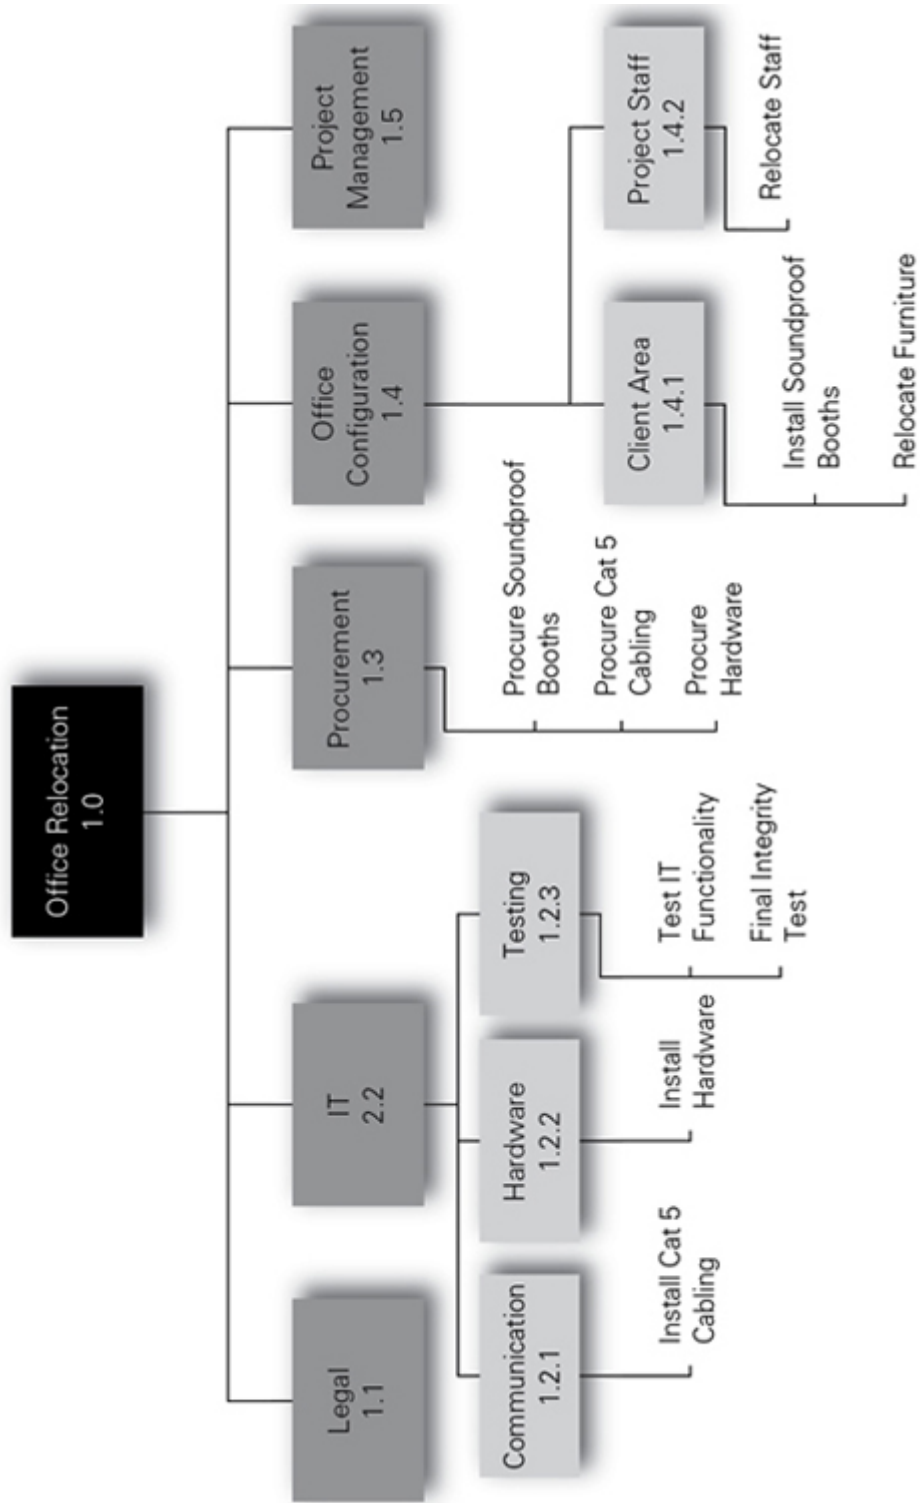 Office Relocation
1.0
Legal
1.1
IT
2.2
Procurement
1.3
Office
Configuration
1.4
Project
Management
1.5
Communication
1.2.1
Hardware
1.2.2
Testing
1.2.3
Procure Soundproof
Booths
Procure Cat 5
Cabling
Procure
Hardware
Client Area
1.4.1
Project Staff
1.4.2
Install Cat 5
Cabling
Install
Hardware
Test IT
Functionality
Final Integrity
Test
Install Soundproof
Booths
Relocate Furniture
Relocate Staff